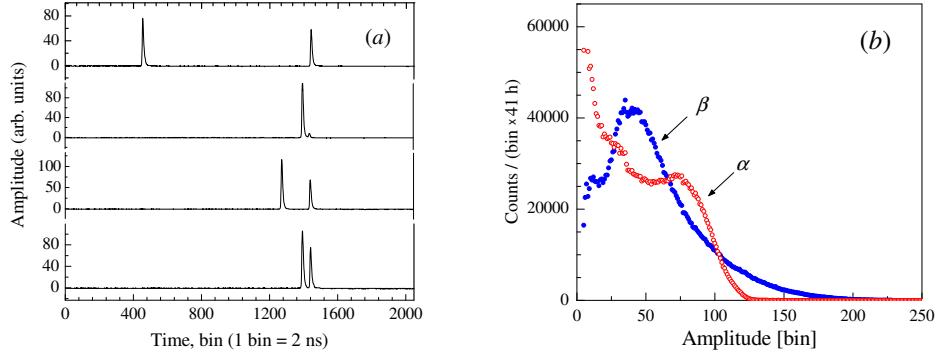 (a)
80
40
0
80
40
0
100
50
0
80
40
0
Amplitude (arb. units)
0 400 800 1200 1600 2000
Time, bin (1 bin = 2 ns)
(b)
60000
40000
20000
0
Counts / (bin × 41 h)
β
α
0 50 100 150 200 250
Amplitude [bin]